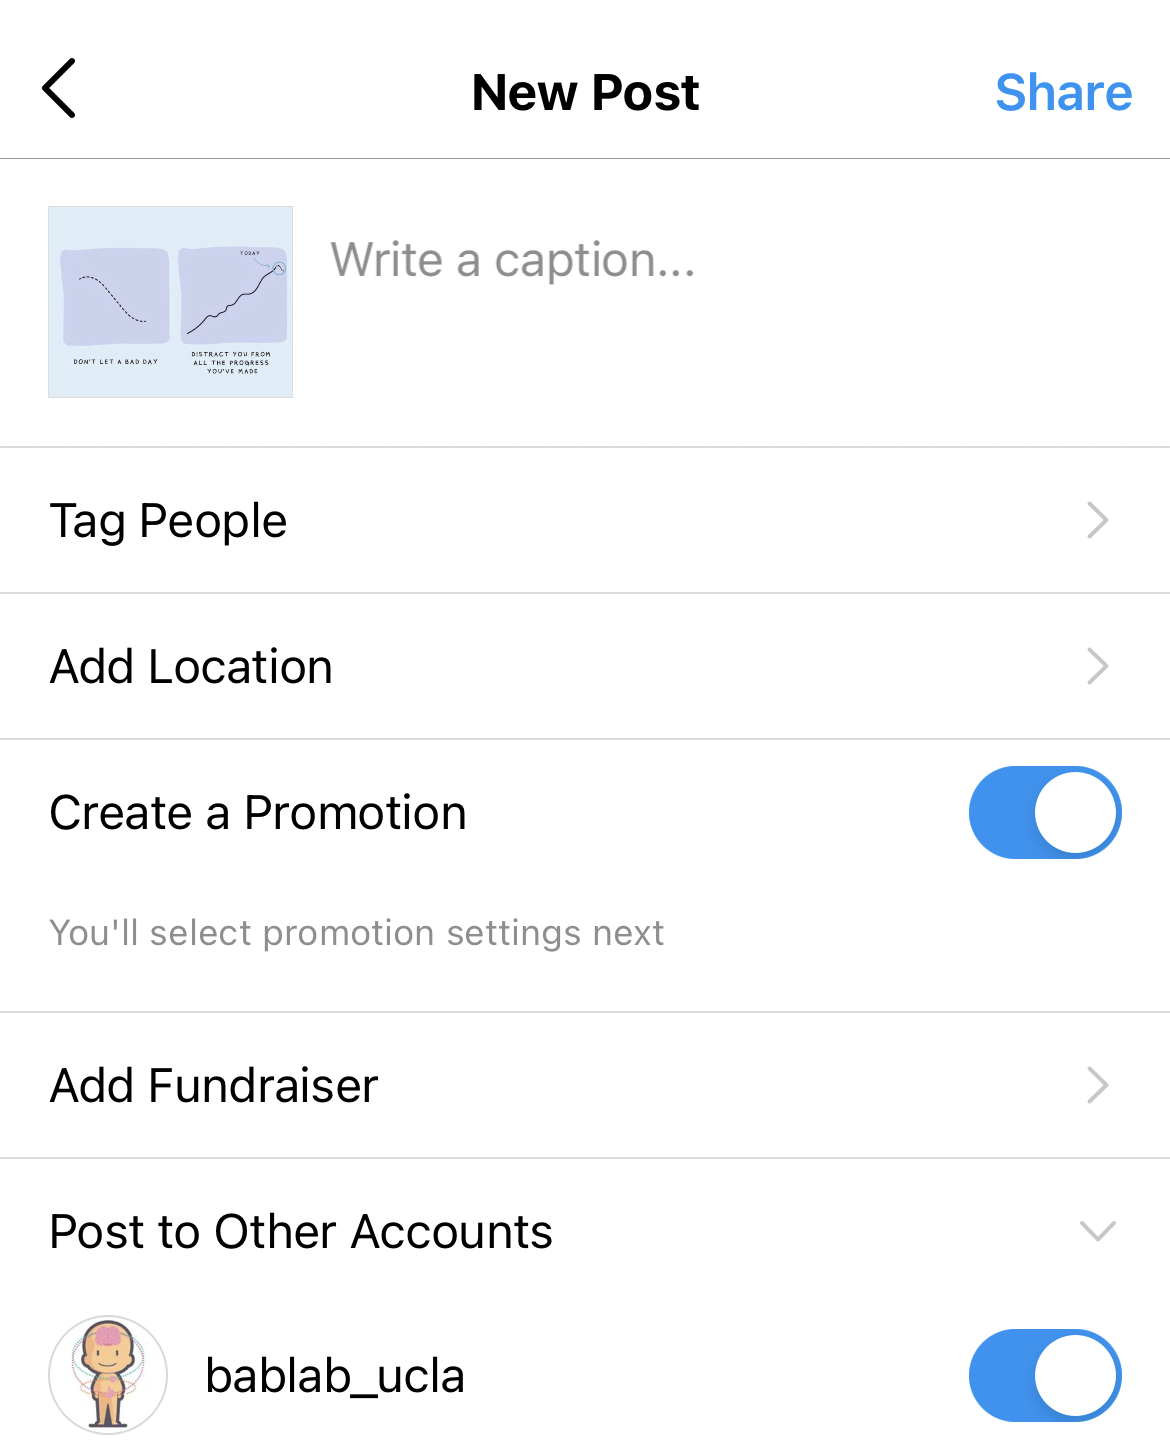 New Post
Share
TODAY
DON'T LET A BAD DAY
DISTRACT YOU FROM
ALL THE PROGRESS
YOU'VE MADE
Write a caption...
Tag People
Add Location
Create a Promotion
You'll select promotion settings next
Add Fundraiser
Post to Other Accounts
bablab_ucla